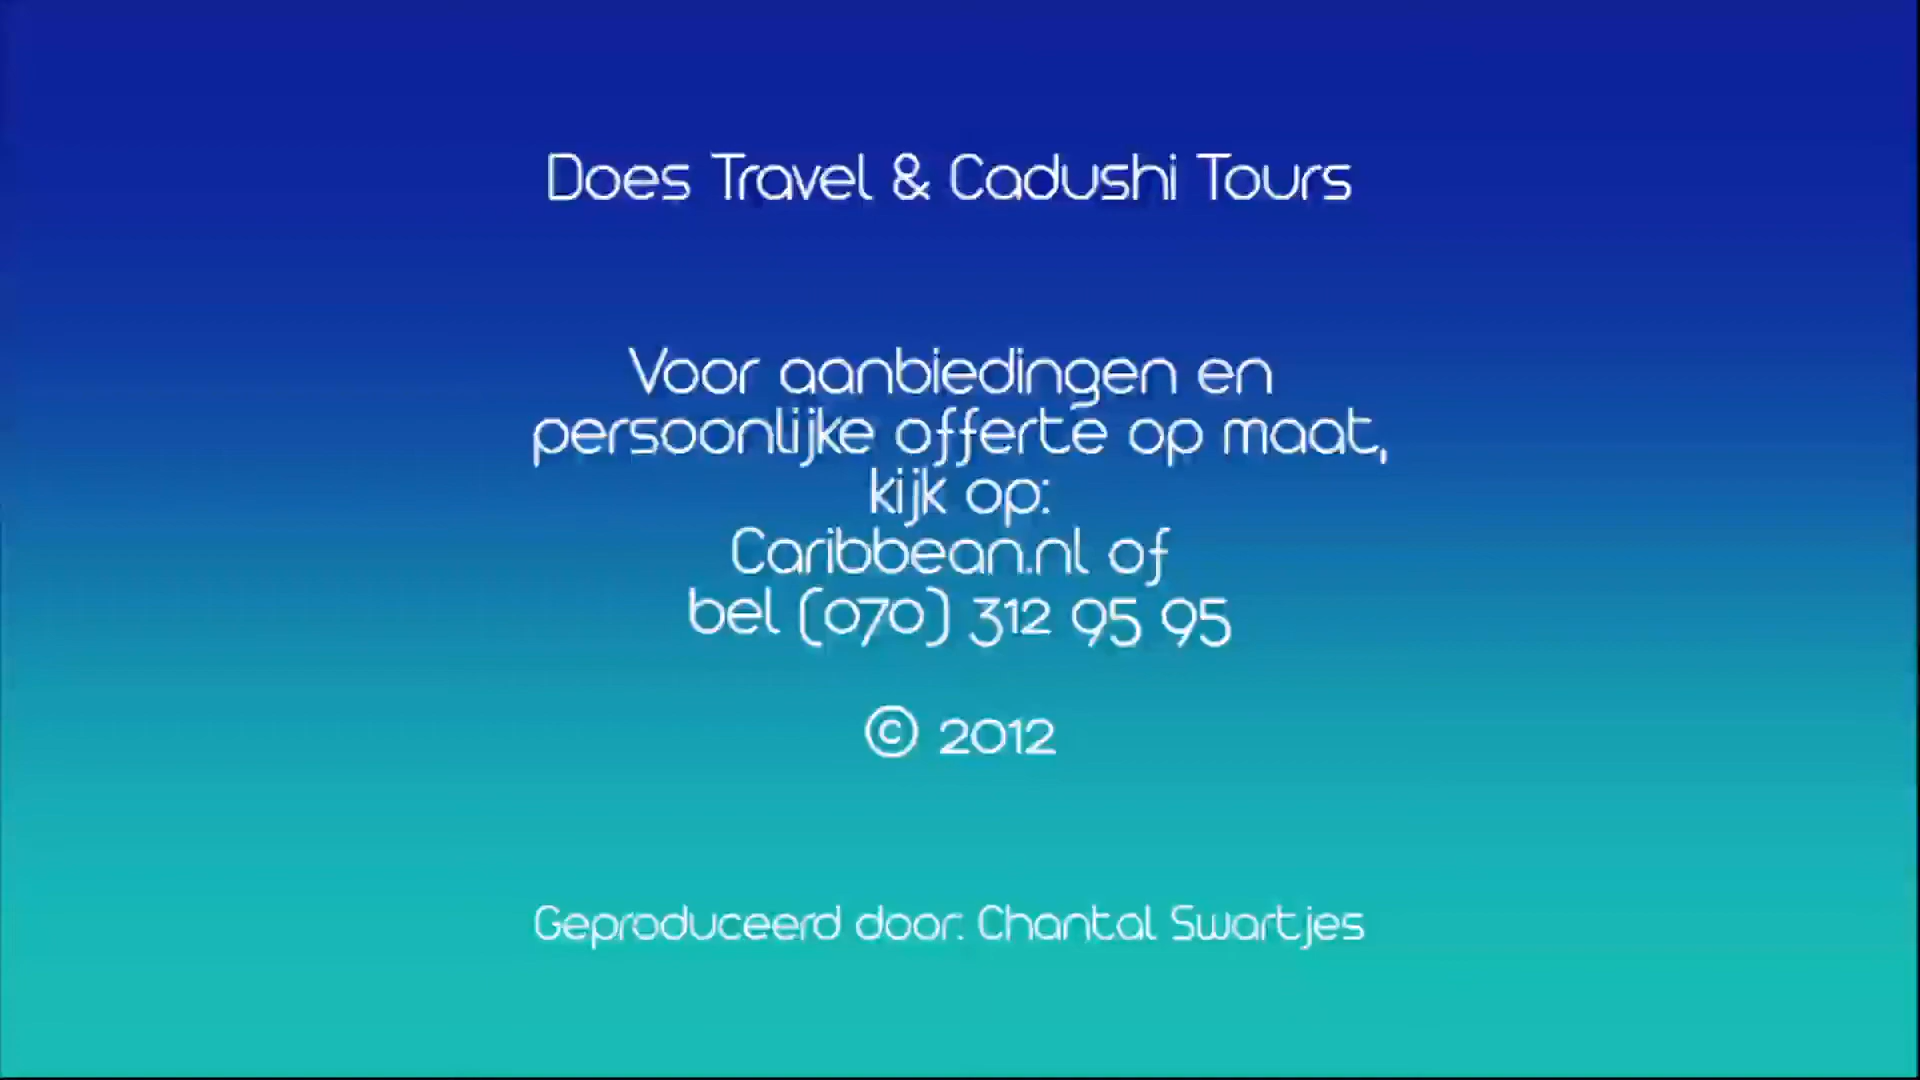 Does Travel & Cadushi Tours
Voor aanbiedingen en
persoonlijke offerte op maat,
kijk op:
Caribbean.nl of
bel (070) 312 95 95
© 2012
Geproduceerd door: Chantal Swartjes